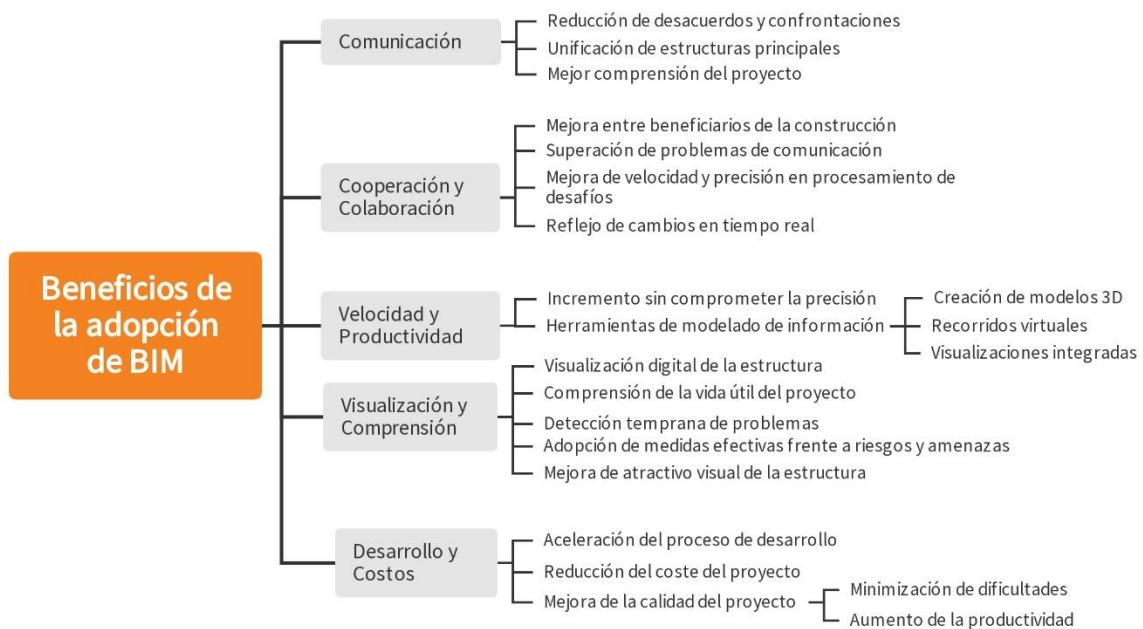 Beneficios de
la adopción
de BIM
Comunicación
Reducción de desacuerdos y confrontaciones
Unificación de estructuras principales
Mejor comprensión del proyecto
Cooperación y
Colaboración
Mejora entre beneficiarios de la construcción
Superación de problemas de comunicación
Mejora de velocidad y precisión en procesamiento de
desafíos
Reflejo de cambios en tiempo real
Velocidad y
Productividad
Incremento sin comprometer la precisión
Herramientas de modelado de información
Creación de modelos 3D
Recorridos virtuales
Visualizaciones integradas
Visualización y
Comprensión
Visualización digital de la estructura
Comprensión de la vida útil del proyecto
Detección temprana de problemas
Adopción de medidas efectivas frente a riesgos y amenazas
Mejora de atractivo visual de la estructura
Desarrollo y
Costos
Aceleración del proceso de desarrollo
Reducción del coste del proyecto
Mejora de la calidad del proyecto
Minimización de dificultades
Aumento de la productividad